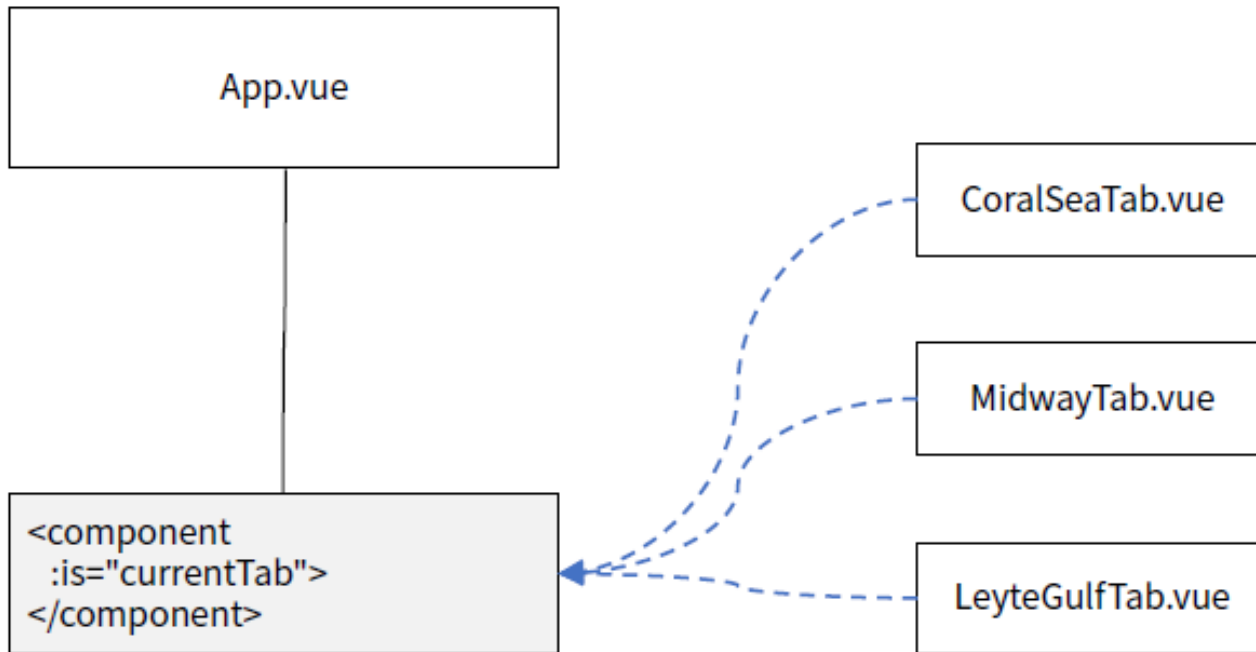 App.vue
CoralSeaTab.vue
MidwayTab.vue
<component
:is="currentTab">
</component>
LeyteGulfTab.vue